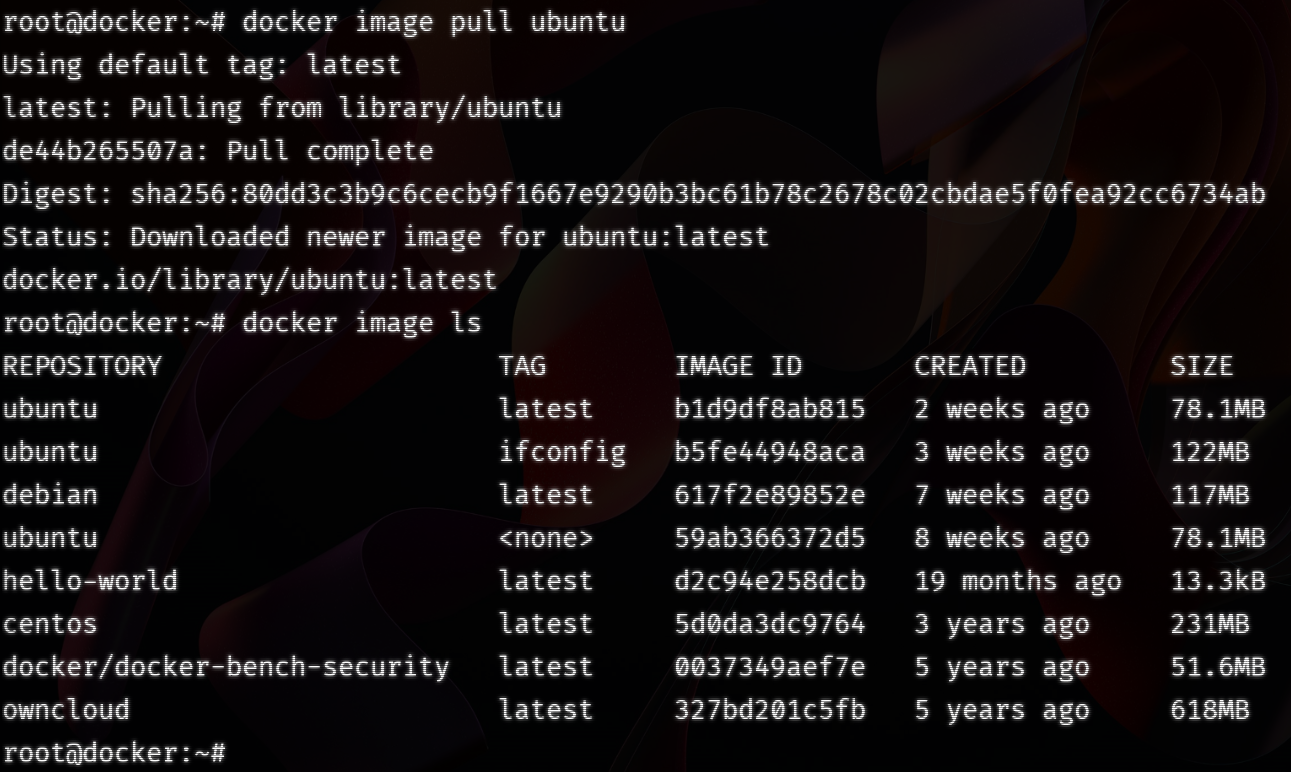 root@docker:~# docker image pull ubuntu
Using default tag: latest
latest: Pulling from library/ubuntu
de44b265507a: Pull complete
Digest: sha256:80dd3c3b9c6cecb9f1667e9290b3bc61b78c2678c02cbdae5f0fea92cc6734ab
Status: Downloaded newer image for ubuntu:latest
docker.io/library/ubuntu:latest
root@docker:~# docker image ls
REPOSITORY                     TAG        IMAGE ID       CREATED         SIZE
ubuntu                         latest     b1d9df8ab815   2 weeks ago     78.1MB
ubuntu                         ifconfig   b5fe44948aca   3 weeks ago     122MB
debian                         latest     617f2e89852e   7 weeks ago     117MB
ubuntu                         <none>     59ab366372d5   8 weeks ago     78.1MB
hello-world                    latest     d2c94e258dcb   19 months ago   13.3kB
centos                         latest     5d0da3dc9764   3 years ago     231MB
docker/docker-bench-security   latest     0037349aef7e   5 years ago     51.6MB
owncloud                       latest     327bd201c5fb   5 years ago     618MB
root@docker:~#